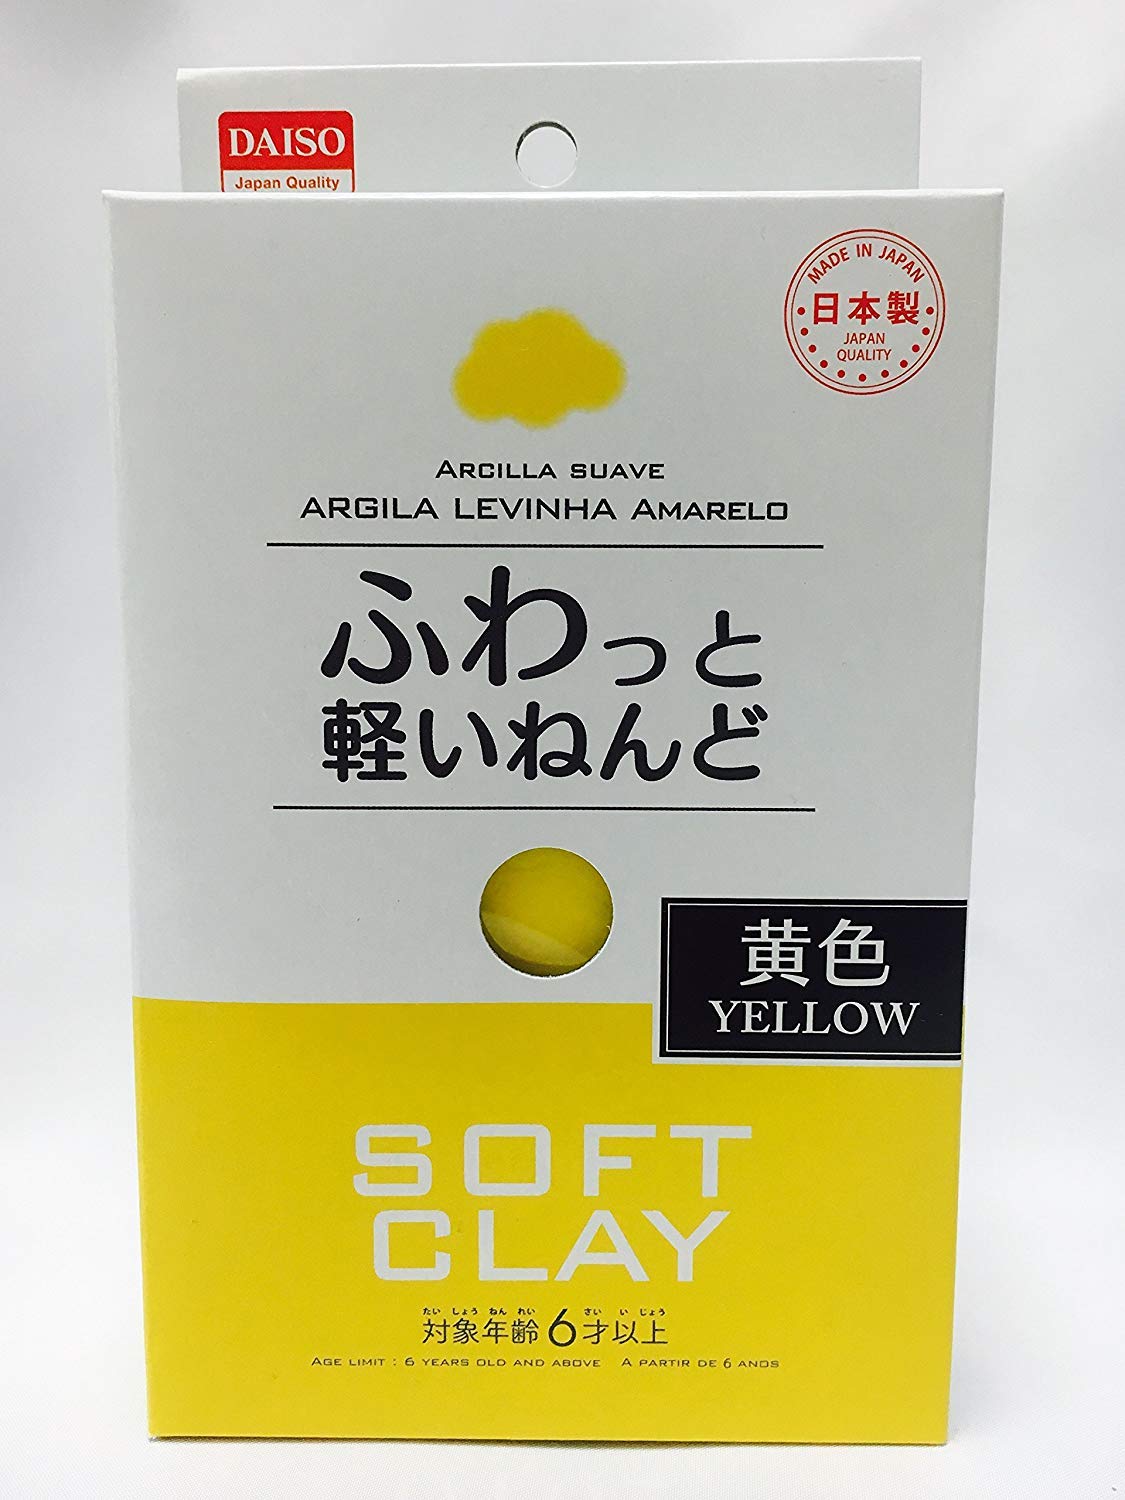 DAISO
Japan Quality
MADE IN JAPAN
日本製
JAPAN
QUALITY
ARCILLA SUAVE
ARGILA LEVINHA AMARELO
ふわっと
軽いねんど
黄色
YELLOW
SOFT
CLAY
たい しょう ねん れい さい い じょう
対象年齢6才以上
AGE LIMIT : 6 YEARS OLD AND ABOVE A PARTIR DE 6 ANOS